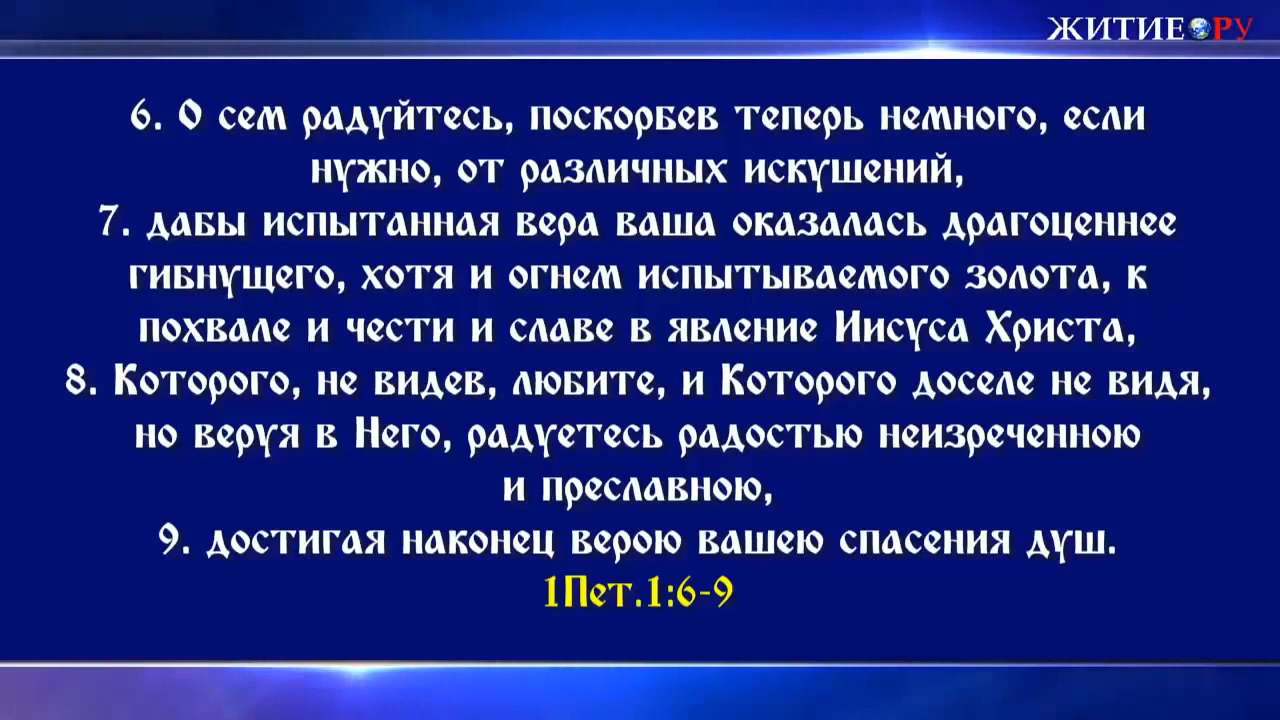 ЖИТИЕ РУ
6. О сем радуйтесь, поскорбев теперь немного, если
нужно, от различных искушений,
7. дабы испытанная вера ваша оказалась драгоценнее
гибнущего, хотя и огнем испытываемого золота, к
похвале и чести и славе в явление Иисуса Христа,
8. Которого, не видев, любите, и Которого доселе не видя,
но веруя в Него, радуетесь радостью неизреченною
и преславною,
9. достигая наконец верою вашею спасения душ.
1Пет.1:6-9